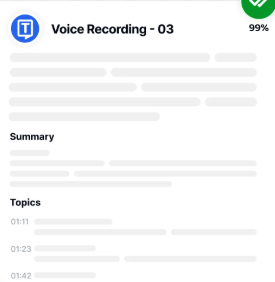 Voice Recording - 03
99%
Summary
Topics
01:11
01:23
01:42